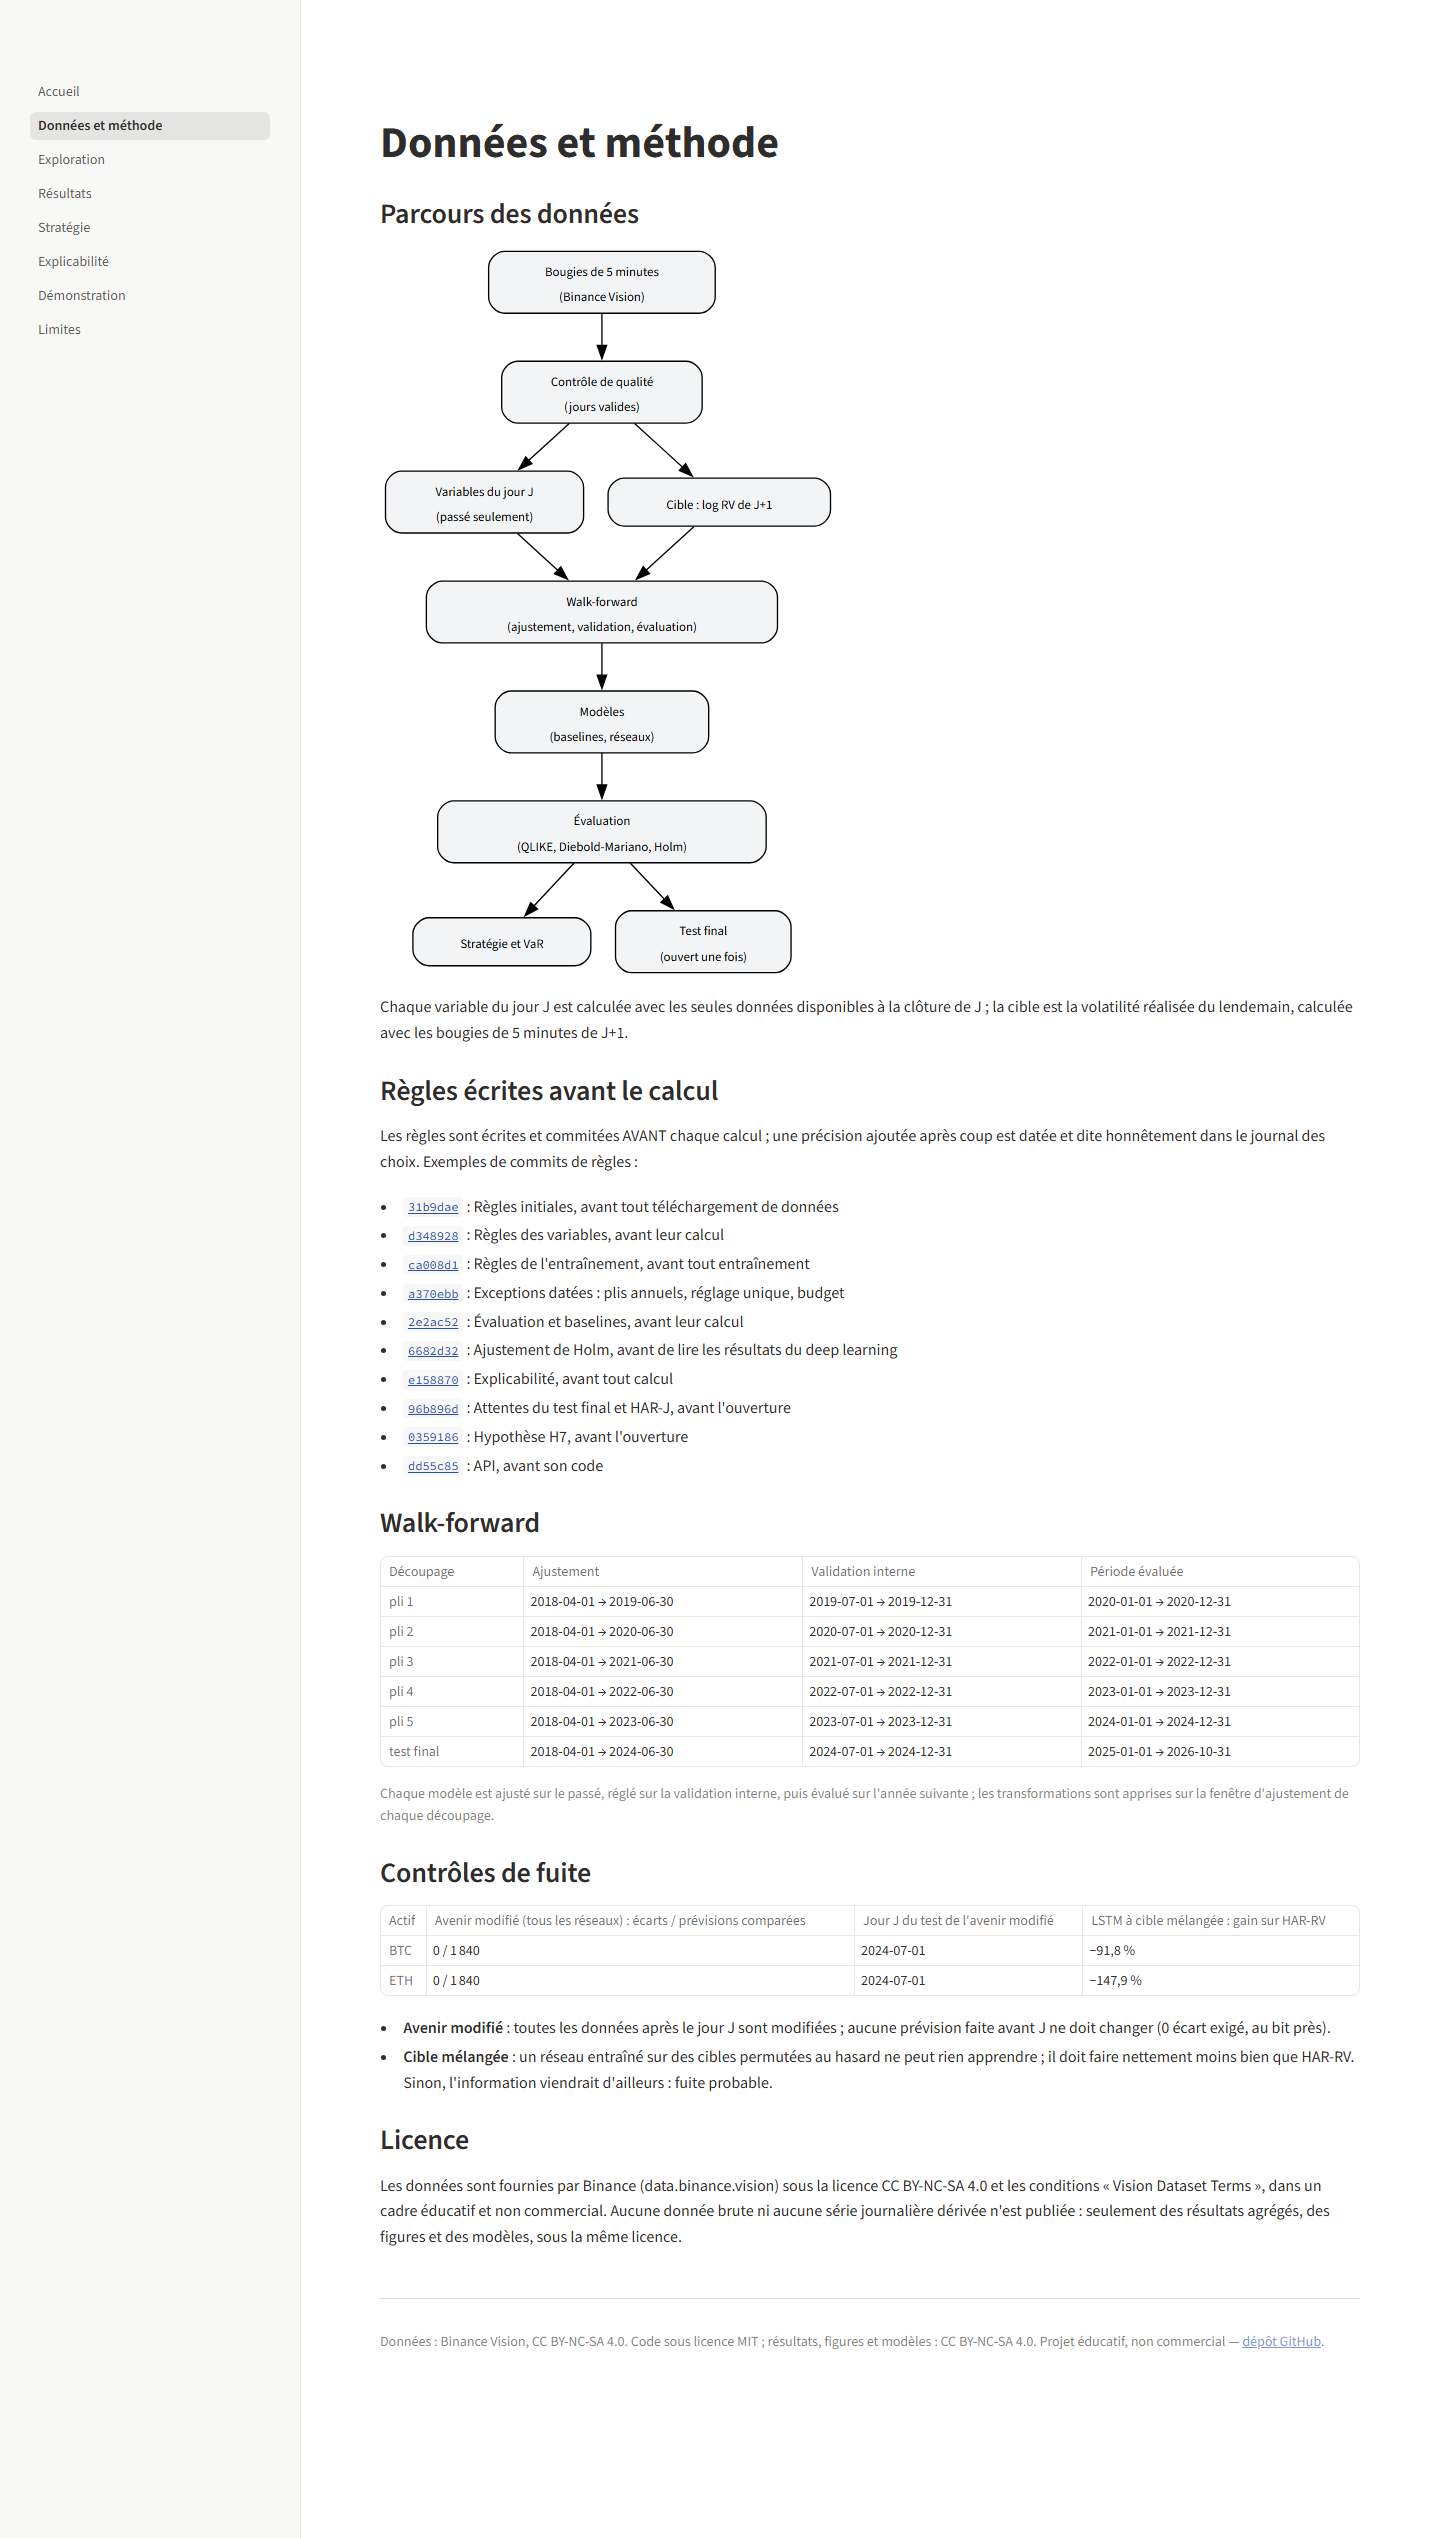 Accueil
Données et méthode
Exploration
Résultats
Stratégie
Explicabilité
Démonstration
Limites
Données et méthode
Parcours des données
Bougies de 5 minutes
(Binance Vision)
Contrôle de qualité
(jours valides)
Variables du jour J
(passé seulement)
Cible : log RV de J+1
Walk-forward
(ajustement, validation, évaluation)
Modèles
(baselines, réseaux)
Évaluation
(QLIKE, Diebold-Mariano, Holm)
Stratégie et VaR
Test final
(ouvert une fois)
Chaque variable du jour J est calculée avec les seules données disponibles à la clôture de J ; la cible est la volatilité réalisée du lendemain, calculée
avec les bougies de 5 minutes de J+1.
Règles écrites avant le calcul
Les règles sont écrites et commitées AVANT chaque calcul ; une précision ajoutée après coup est datée et dite honnêtement dans le journal des
choix. Exemples de commits de règles :
• 31b9dae : Règles initiales, avant tout téléchargement de données
• d348928 : Règles des variables, avant leur calcul
• ca008d1 : Règles de l'entraînement, avant tout entraînement
• a370ebb : Exceptions datées : plis annuels, réglage unique, budget
• 2e2ac52 : Évaluation et baselines, avant leur calcul
• 6682d32 : Ajustement de Holm, avant de lire les résultats du deep learning
• e158870 : Explicabilité, avant tout calcul
• 96b896d : Attentes du test final et HAR-J, avant l'ouverture
• 0359186 : Hypothèse H7, avant l'ouverture
• dd55c85 : API, avant son code
Walk-forward
Découpage Ajustement Validation interne Période évaluée
pli 1 2018-04-01 → 2019-06-30 2019-07-01 → 2019-12-31 2020-01-01 → 2020-12-31
pli 2 2018-04-01 → 2020-06-30 2020-07-01 → 2020-12-31 2021-01-01 → 2021-12-31
pli 3 2018-04-01 → 2021-06-30 2021-07-01 → 2021-12-31 2022-01-01 → 2022-12-31
pli 4 2018-04-01 → 2022-06-30 2022-07-01 → 2022-12-31 2023-01-01 → 2023-12-31
pli 5 2018-04-01 → 2023-06-30 2023-07-01 → 2023-12-31 2024-01-01 → 2024-12-31
test final 2018-04-01 → 2024-06-30 2024-07-01 → 2024-12-31 2025-01-01 → 2026-10-31
Chaque modèle est ajusté sur le passé, réglé sur la validation interne, puis évalué sur l'année suivante ; les transformations sont apprises sur la fenêtre d'ajustement de
chaque découpage.
Contrôles de fuite
Actif Avenir modifié (tous les réseaux) : écarts / prévisions comparées Jour J du test de l'avenir modifié LSTM à cible mélangée : gain sur HAR-RV
BTC 0 / 1 840 2024-07-01 −91,8 %
ETH 0 / 1 840 2024-07-01 −147,9 %
• Avenir modifié : toutes les données après le jour J sont modifiées ; aucune prévision faite avant J ne doit changer (0 écart exigé, au bit près).
• Cible mélangée : un réseau entraîné sur des cibles permutées au hasard ne peut rien apprendre ; il doit faire nettement moins bien que HAR-RV.
Sinon, l'information viendrait d'ailleurs : fuite probable.
Licence
Les données sont fournies par Binance (data.binance.vision) sous la licence CC BY-NC-SA 4.0 et les conditions « Vision Dataset Terms », dans un
cadre éducatif et non commercial. Aucune donnée brute ni aucune série journalière dérivée n'est publiée : seulement des résultats agrégés, des
figures et des modèles, sous la même licence.
Données : Binance Vision, CC BY-NC-SA 4.0. Code sous licence MIT ; résultats, figures et modèles : CC BY-NC-SA 4.0. Projet éducatif, non commercial — dépôt GitHub.